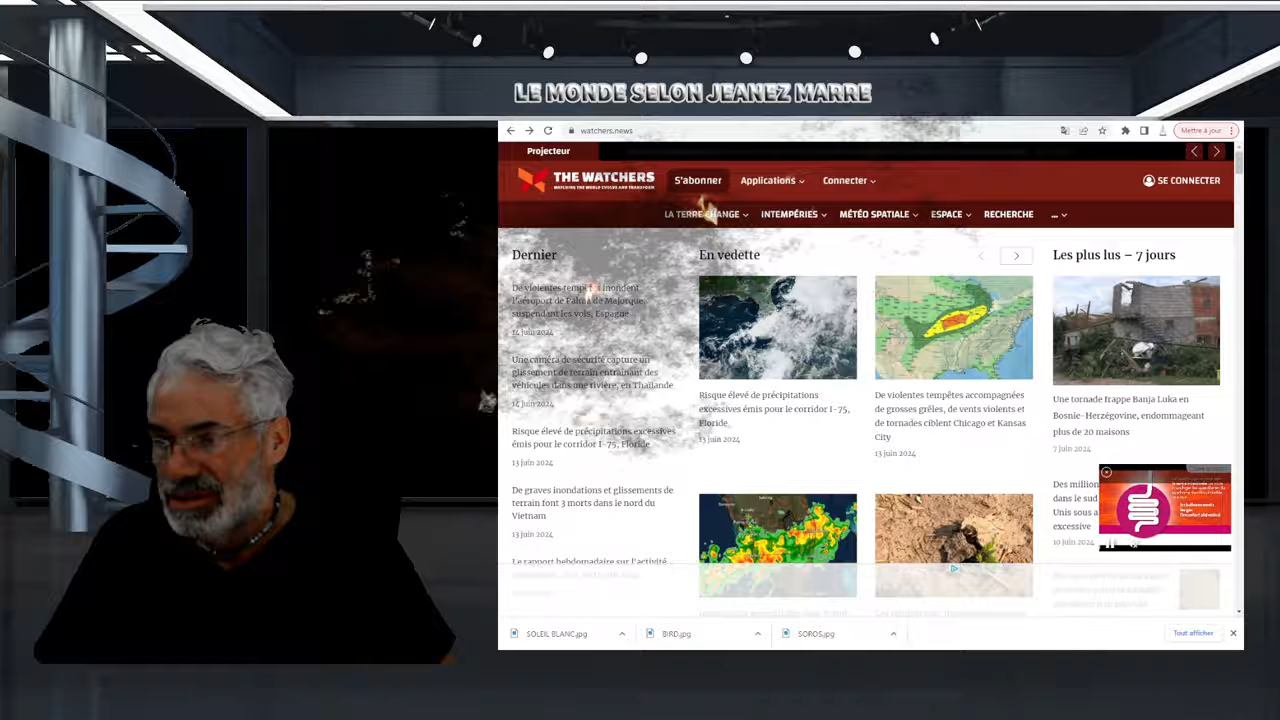 LE MONDE SELON JEANEZ MARRE
watchers.news
Mettre à jour
Projecteur
THE WATCHERS
WATCHING THE WORLD EVOLVE AND TRANSFORM
S'abonner
Applications
Connecter
SE CONNECTER
LA TERRE CHANGE
INTEMPÉRIES
MÉTÉO SPATIALE
ESPACE
RECHERCHE
...
Dernier
De violentes tempêtes inondent
l'aéroport de Palma de Majorque,
suspendant les vols, Espagne
14 juin 2024
Une caméra de sécurité capture un
glissement de terrain entraînant des
véhicules dans une rivière, en Thaïlande
14 juin 2024
Risque élevé de précipitations excessives
émis pour le corridor I-75, Floride
13 juin 2024
De graves inondations et glissements de
terrain font 3 morts dans le nord du
Vietnam
13 juin 2024
Le rapport hebdomadaire sur l'activité
En vedette
Risque élevé de précipitations
excessives émis pour le corridor I-75,
Floride
13 juin 2024
De violentes tempêtes accompagnées
de grosses grêles, de vents violents et
de tornades ciblent Chicago et Kansas
City
13 juin 2024
Les plus lus – 7 jours
Une tornade frappe Banja Luka en
Bosnie-Herzégovine, endommageant
plus de 20 maisons
7 juin 2024
Des million
dans le sud
Unis sous a
excessive
10 juin 2024
SOLEIL BLANC.jpg
BIRD.jpg
SOROS.jpg
Tout afficher